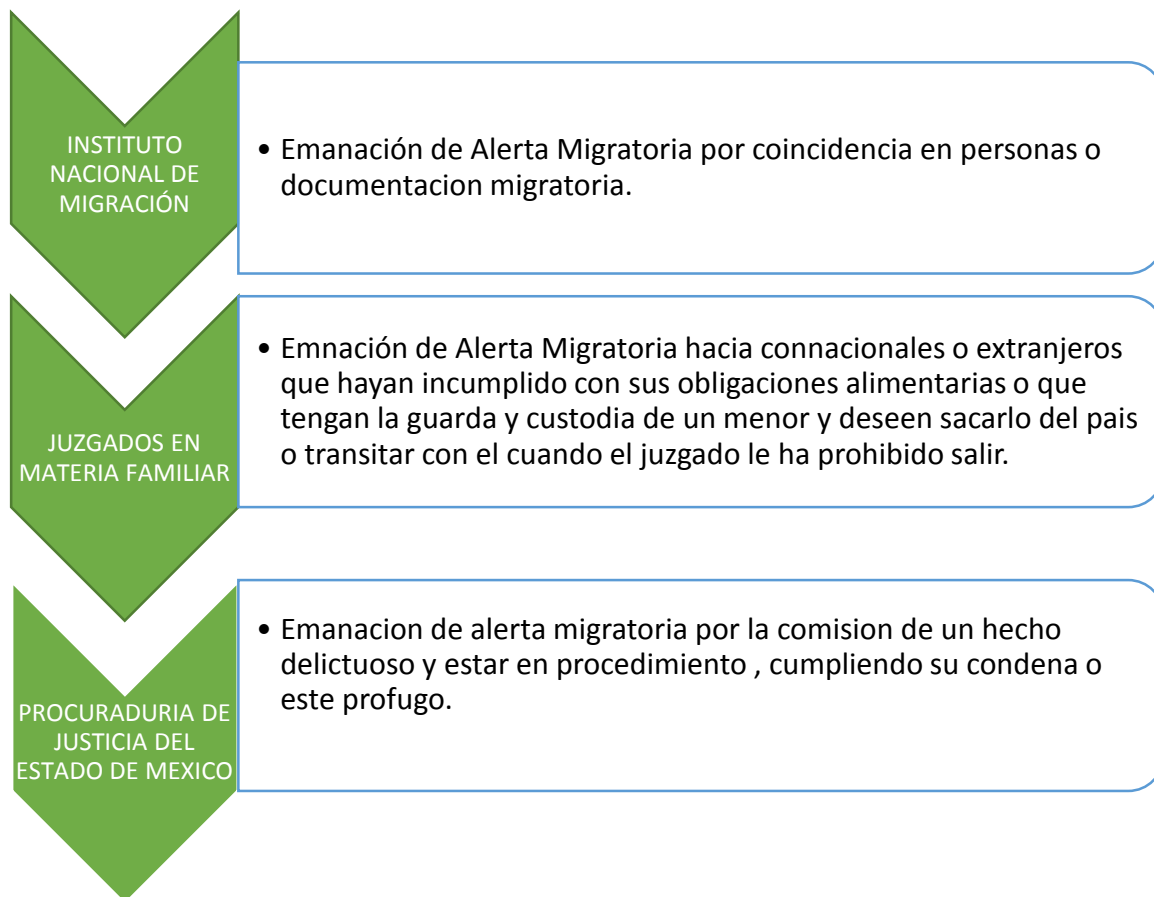 INSTITUTO
NACIONAL DE
MIGRACIÓN
• Emanación de Alerta Migratoria por coincidencia en personas o
documentacion migratoria.
JUZGADOS EN
MATERIA FAMILIAR
• Emnación de Alerta Migratoria hacia connacionales o extranjeros
que hayan incumplido con sus obligaciones alimentarias o que
tengan la guarda y custodia de un menor y deseen sacarlo del pais
o transitar con el cuando el juzgado le ha prohibido salir.
PROCURADURIA DE
JUSTICIA DEL
ESTADO DE MEXICO
• Emanacion de alerta migratoria por la comision de un hecho
delictuoso y estar en procedimiento , cumpliendo su condena o
este profugo.